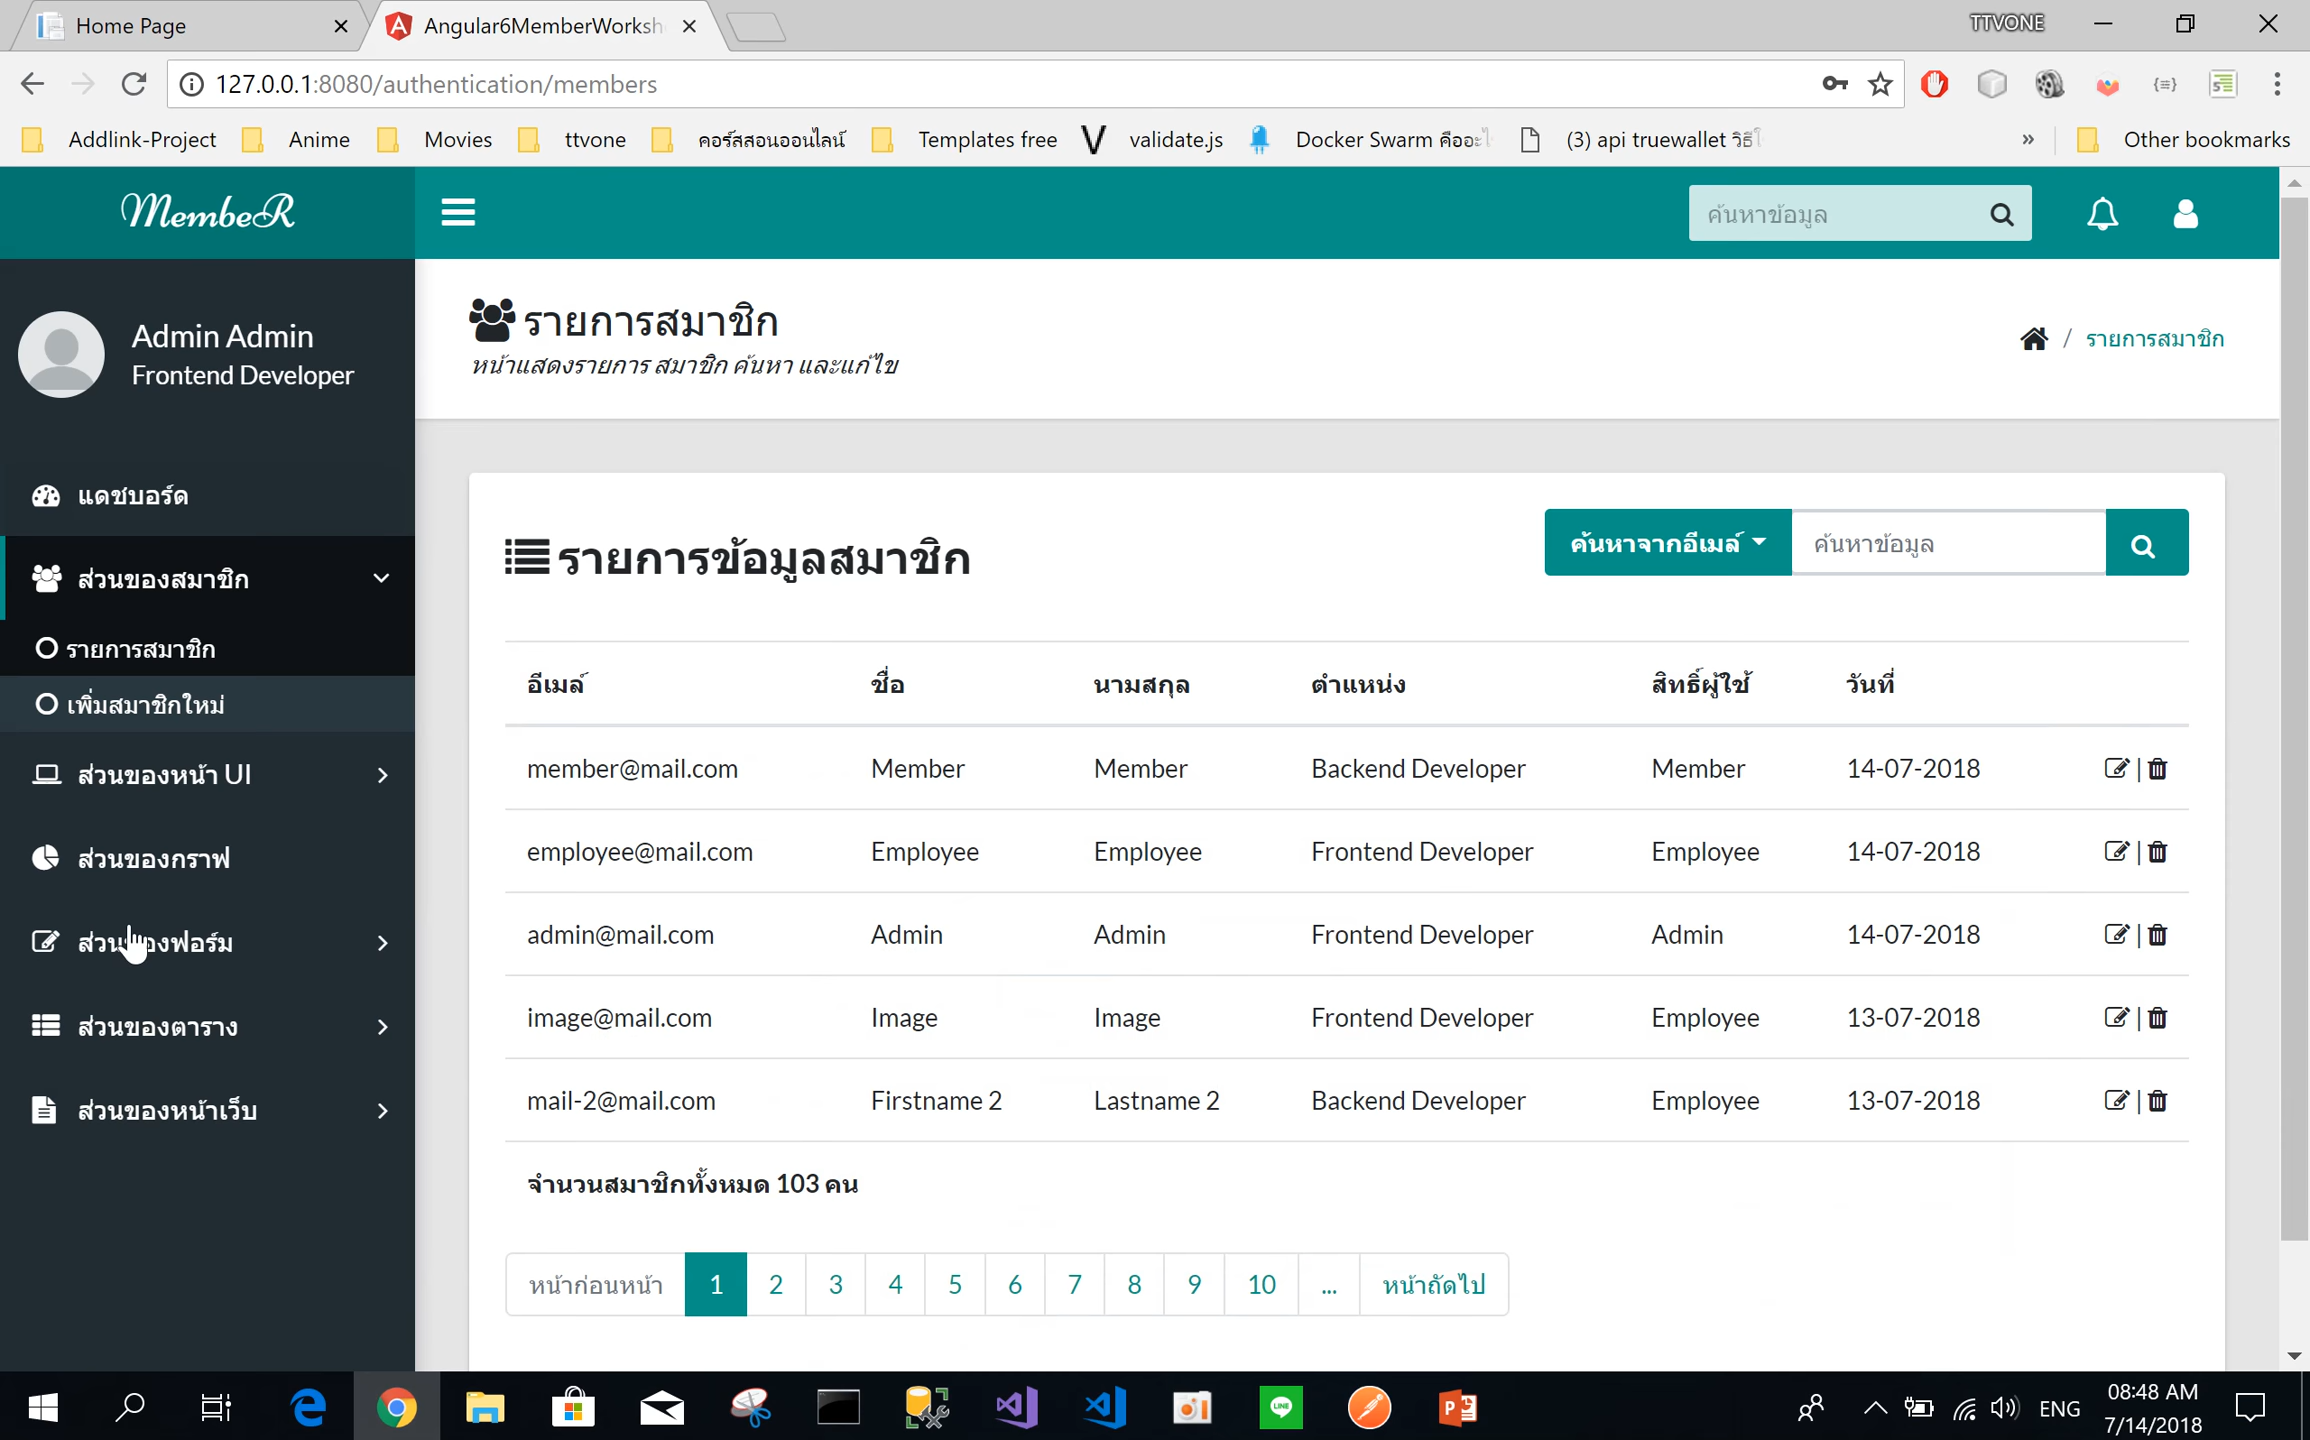 Home Page
Angular6MemberWorksh
TTVONE
127.0.0.1:8080/authentication/members
Addlink-Project
Anime
Movies
ttvone
คอร์สสอนออนไลน์
Templates free
V validate.js
Docker Swarm คืออะไ
(3) api truewallet วิธีใ
»
Other bookmarks
MembeR
ค้นหาข้อมูล
Admin Admin
Frontend Developer
แดชบอร์ด
ส่วนของสมาชิก
รายการสมาชิก
เพิ่มสมาชิกใหม่
ส่วนของหน้า UI
ส่วนของกราฟ
ส่วนของฟอร์ม
ส่วนของตาราง
ส่วนของหน้าเว็บ
รายการสมาชิก
หน้าแสดงรายการ สมาชิก ค้นหา และแก้ไข
/ รายการสมาชิก
รายการข้อมูลสมาชิก
ค้นหาจากอีเมล์
ค้นหาข้อมูล
อีเมล์ ชื่อ นามสกุล ตำแหน่ง สิทธิ์ผู้ใช้ วันที่
member@mail.com Member Member Backend Developer Member 14-07-2018 |
employee@mail.com Employee Employee Frontend Developer Employee 14-07-2018 |
admin@mail.com Admin Admin Frontend Developer Admin 14-07-2018 |
image@mail.com Image Image Frontend Developer Employee 13-07-2018 |
mail-2@mail.com Firstname 2 Lastname 2 Backend Developer Employee 13-07-2018 |
จำนวนสมาชิกทั้งหมด 103 คน
หน้าก่อนหน้า 1 2 3 4 5 6 7 8 9 10 ... หน้าถัดไป
ENG
08:48 AM
7/14/2018